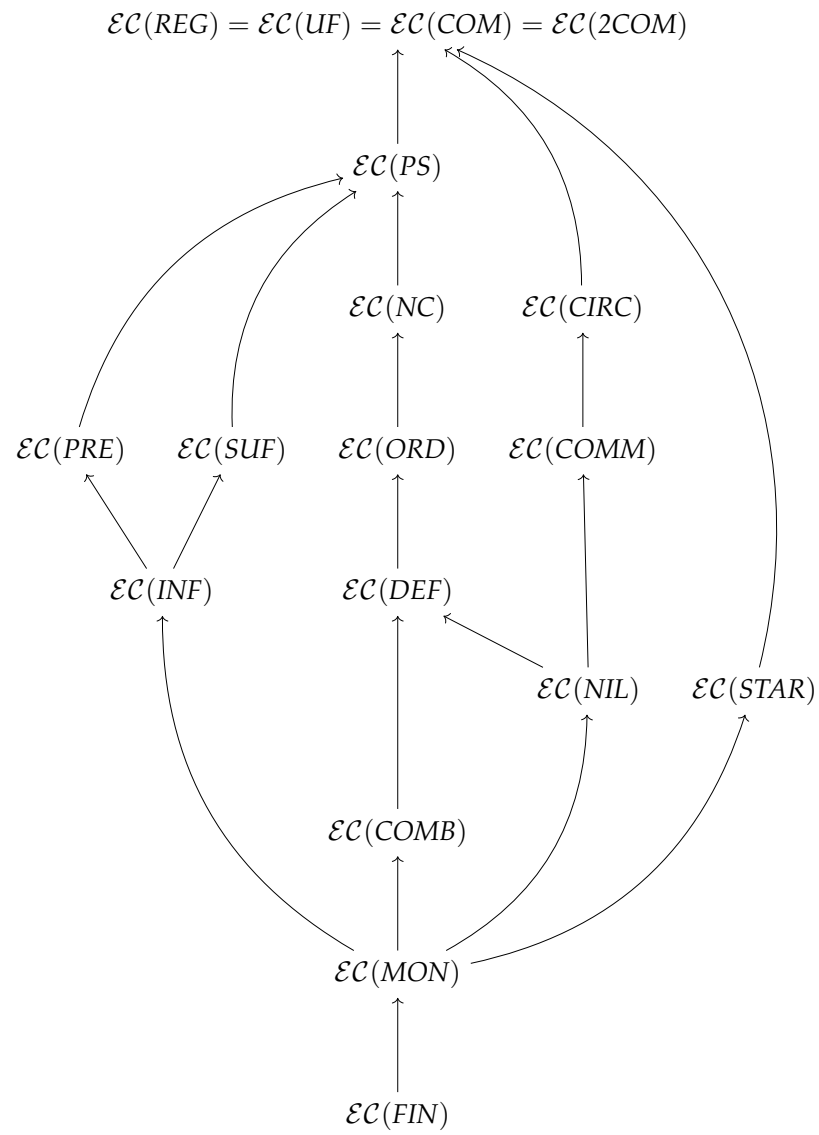 ℰ𝒞(REG) = ℰ𝒞(UF) = ℰ𝒞(COM) = ℰ𝒞(2COM)
ℰ𝒞(PS)
ℰ𝒞(NC) ℰ𝒞(CIRC)
ℰ𝒞(PRE) ℰ𝒞(SUF) ℰ𝒞(ORD) ℰ𝒞(COMM)
ℰ𝒞(INF) ℰ𝒞(DEF)
ℰ𝒞(NIL) ℰ𝒞(STAR)
ℰ𝒞(COMB)
ℰ𝒞(MON)
ℰ𝒞(FIN)